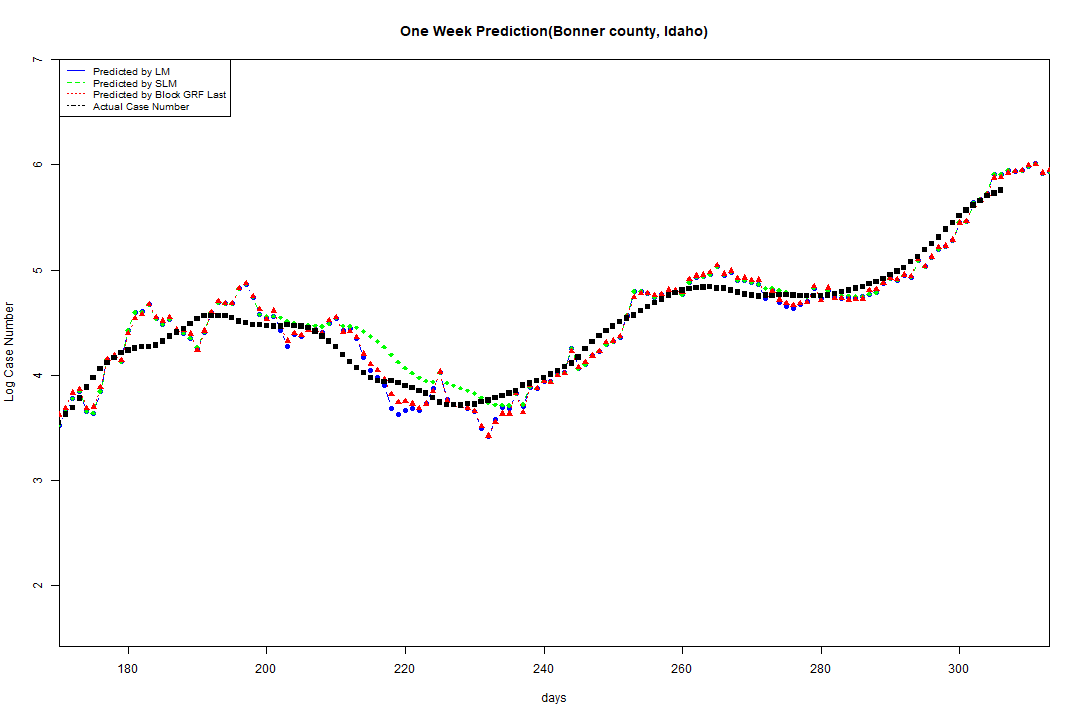 One Week Prediction(Bonner county, Idaho)
7
Predicted by LM
Predicted by SLM
Predicted by Block GRF Last
Actual Case Number
6
5
4
3
2
Log Case Number
180 200 220 240 260 280 300
days